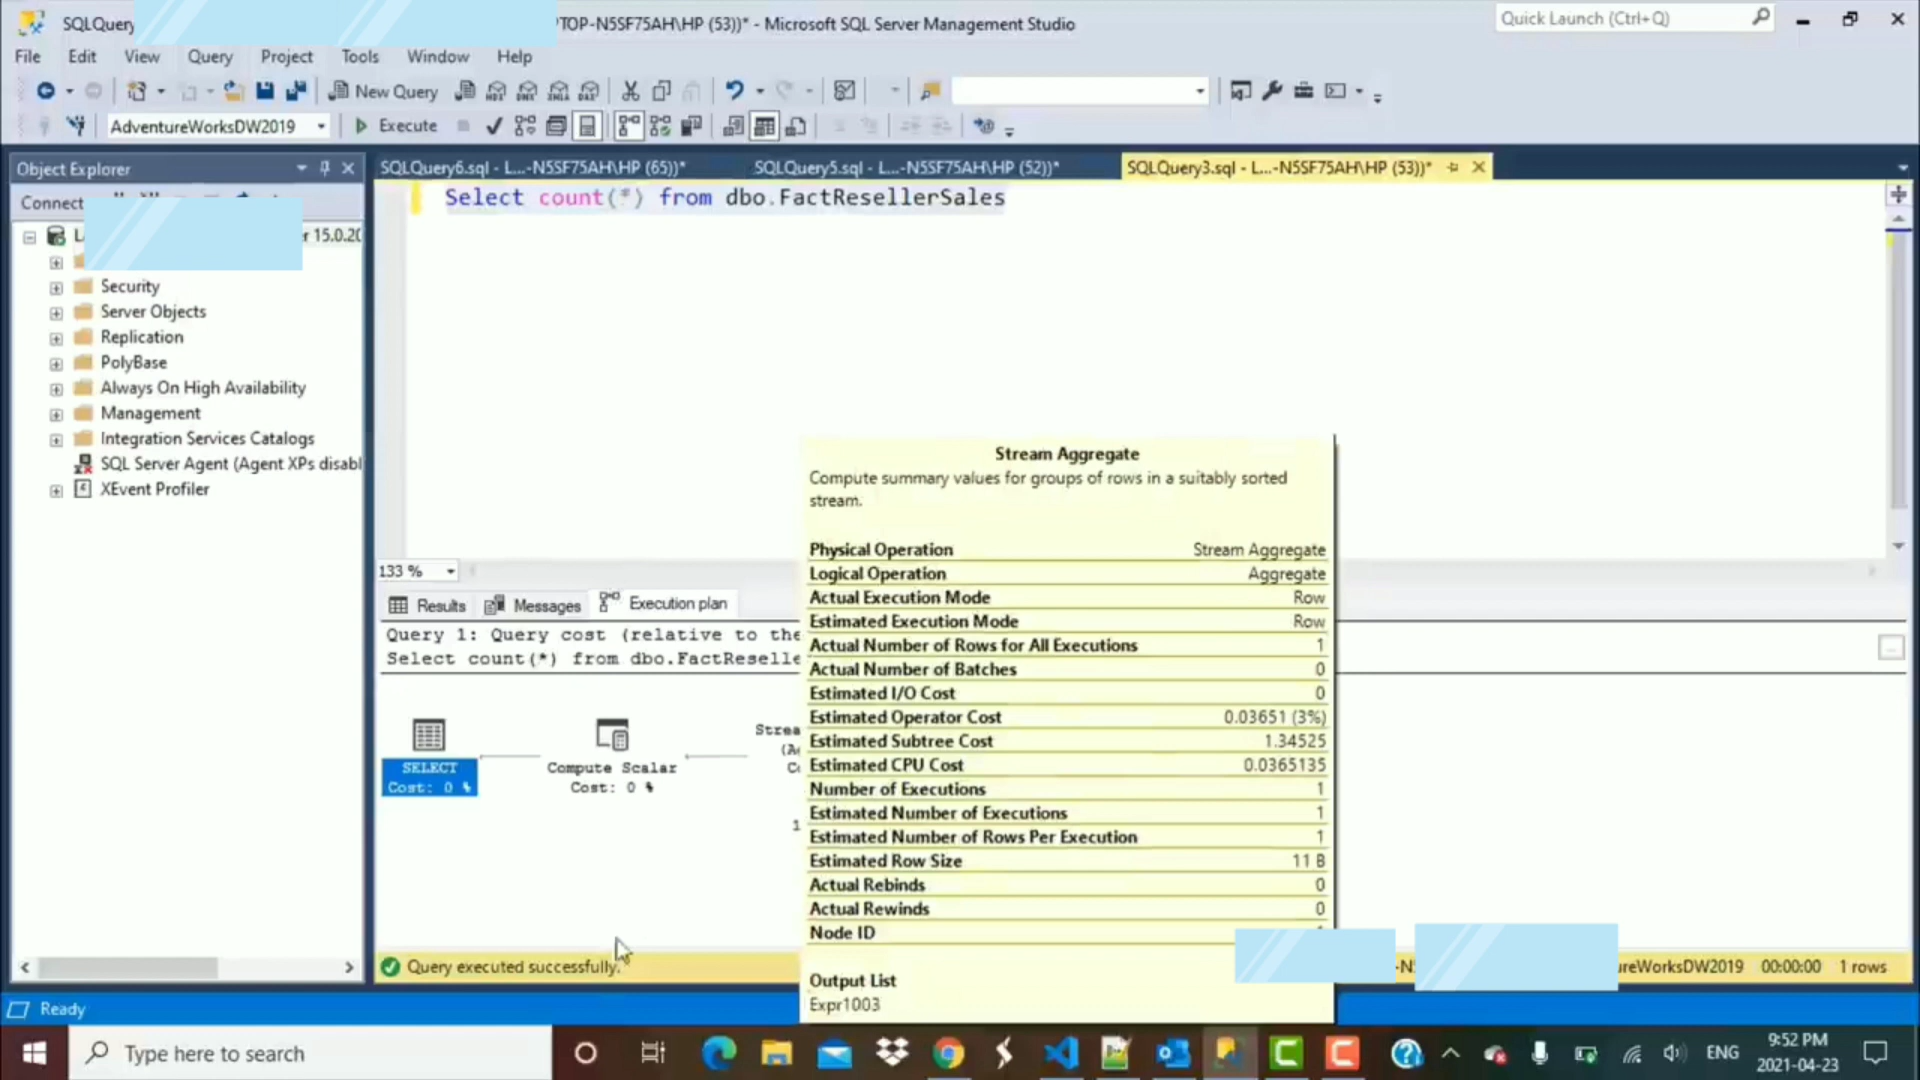 SQLQuery
TOP-N5SF75AH\HP (53))* - Microsoft SQL Server Management Studio
Quick Launch (Ctrl+Q)
File Edit View Query Project Tools Window Help
New Query
AdventureWorksDW2019 Execute
Object Explorer
SQLQuery6.sql - L...-N5SF75AH\HP (65))*
SQLQuery5.sql - L...-N5SF75AH\HP (52))*
SQLQuery3.sql - L...-N5SF75AH\HP (53))*
Connect
r 15.0.20
Security
Server Objects
Replication
PolyBase
Always On High Availability
Management
Integration Services Catalogs
SQL Server Agent (Agent XPs disabl
XEvent Profiler
Select count(*) from dbo.FactResellerSales
133 %
Results Messages Execution plan
Query 1: Query cost (relative to the
Select count(*) from dbo.FactReselle
SELECT
Cost: 0 %
Compute Scalar
Cost: 0 %
Strea
(A
C
1
Stream Aggregate
Compute summary values for groups of rows in a suitably sorted
stream.
Physical Operation Stream Aggregate
Logical Operation Aggregate
Actual Execution Mode Row
Estimated Execution Mode Row
Actual Number of Rows for All Executions 1
Actual Number of Batches 0
Estimated I/O Cost 0
Estimated Operator Cost 0.03651 (3%)
Estimated Subtree Cost 1.34525
Estimated CPU Cost 0.0365135
Number of Executions 1
Estimated Number of Executions 1
Estimated Number of Rows Per Execution 1
Estimated Row Size 11 B
Actual Rebinds 0
Actual Rewinds 0
Node ID
Output List
Expr1003
Query executed successfully.
-N
ureWorksDW2019 00:00:00 1 rows
Ready
Type here to search
ENG
9:52 PM
2021-04-23